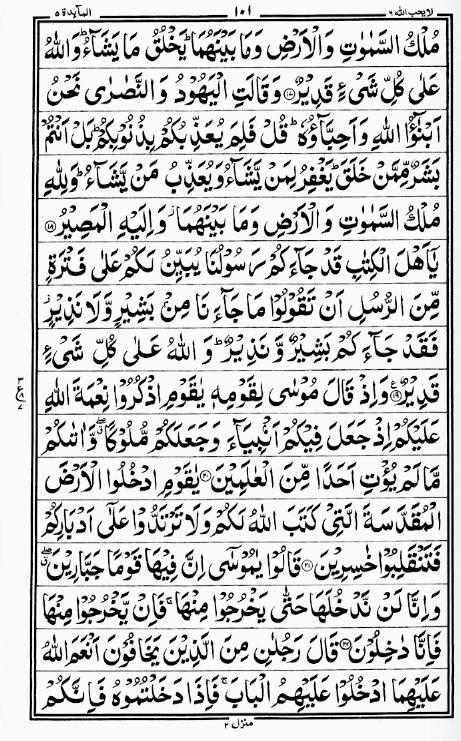 لا يحب الله ٦ ١٠١ المآئدة ٥
مُلْكُ السَّمٰوٰتِ وَالْاَرْضِ وَمَا بَيْنَهُمَا ؕ يَخْلُقُ مَا يَشَآءُ ؕ وَاللّٰهُ
عَلٰى كُلِّ شَىْءٍ قَدِيْرٌ ﴿۱۷﴾ وَقَالَتِ الْيَهُوْدُ وَالنَّصٰرٰى نَحْنُ
اَبْنٰٓؤُا اللّٰهِ وَاَحِبَّآؤُهٗ ؕ قُلْ فَلِمَ يُعَذِّبُكُمْ بِذُنُوْبِكُمْ ؕ بَلْ اَنْتُمْ
بَشَرٌ مِّمَّنْ خَلَقَ ؕ يَغْفِرُ لِمَنْ يَّشَآءُ وَيُعَذِّبُ مَنْ يَّشَآءُ ؕ وَلِلّٰهِ
مُلْكُ السَّمٰوٰتِ وَالْاَرْضِ وَمَا بَيْنَهُمَا ۫ وَاِلَيْهِ الْمَصِيْرُ ﴿۱۸﴾
يٰۤاَهْلَ الْكِتٰبِ قَدْ جَآءَكُمْ رَسُوْلُنَا يُبَيِّنُ لَكُمْ عَلٰى فَتْرَةٍ
مِّنَ الرُّسُلِ اَنْ تَقُوْلُوْا مَا جَآءَنَا مِنْۢ بَشِيْرٍ وَّلَا نَذِيْرٍ ؗ
فَقَدْ جَآءَكُمْ بَشِيْرٌ وَّنَذِيْرٌ ؕ وَاللّٰهُ عَلٰى كُلِّ شَىْءٍ
قَدِيْرٌ ﴿۱۹﴾ وَاِذْ قَالَ مُوْسٰى لِقَوْمِهٖ يٰقَوْمِ اذْكُرُوْا نِعْمَةَ اللّٰهِ
عَلَيْكُمْ اِذْ جَعَلَ فِيْكُمْ اَنْۢبِيَآءَ وَجَعَلَكُمْ مُّلُوْكًا ۖۗ وَّاٰتٰىكُمْ
مَّا لَمْ يُؤْتِ اَحَدًا مِّنَ الْعٰلَمِيْنَ ﴿۲۰﴾ يٰقَوْمِ ادْخُلُوا الْاَرْضَ
الْمُقَدَّسَةَ الَّتِىْ كَتَبَ اللّٰهُ لَكُمْ وَلَا تَرْتَدُّوْا عَلٰٓى اَدْبَارِكُمْ
فَتَنْقَلِبُوْا خٰسِرِيْنَ ﴿۲۱﴾ قَالُوْا يٰمُوْسٰٓى اِنَّ فِيْهَا قَوْمًا جَبَّارِيْنَ ۖۗ
وَاِنَّا لَنْ نَّدْخُلَهَا حَتّٰى يَخْرُجُوْا مِنْهَا ۚ فَاِنْ يَّخْرُجُوْا مِنْهَا
فَاِنَّا دٰخِلُوْنَ ﴿۲۲﴾ قَالَ رَجُلٰنِ مِنَ الَّذِيْنَ يَخَافُوْنَ اَنْعَمَ اللّٰهُ
عَلَيْهِمَا ادْخُلُوْا عَلَيْهِمُ الْبَابَ ۚ فَاِذَا دَخَلْتُمُوْهُ فَاِنَّكُمْ
منزل ٢